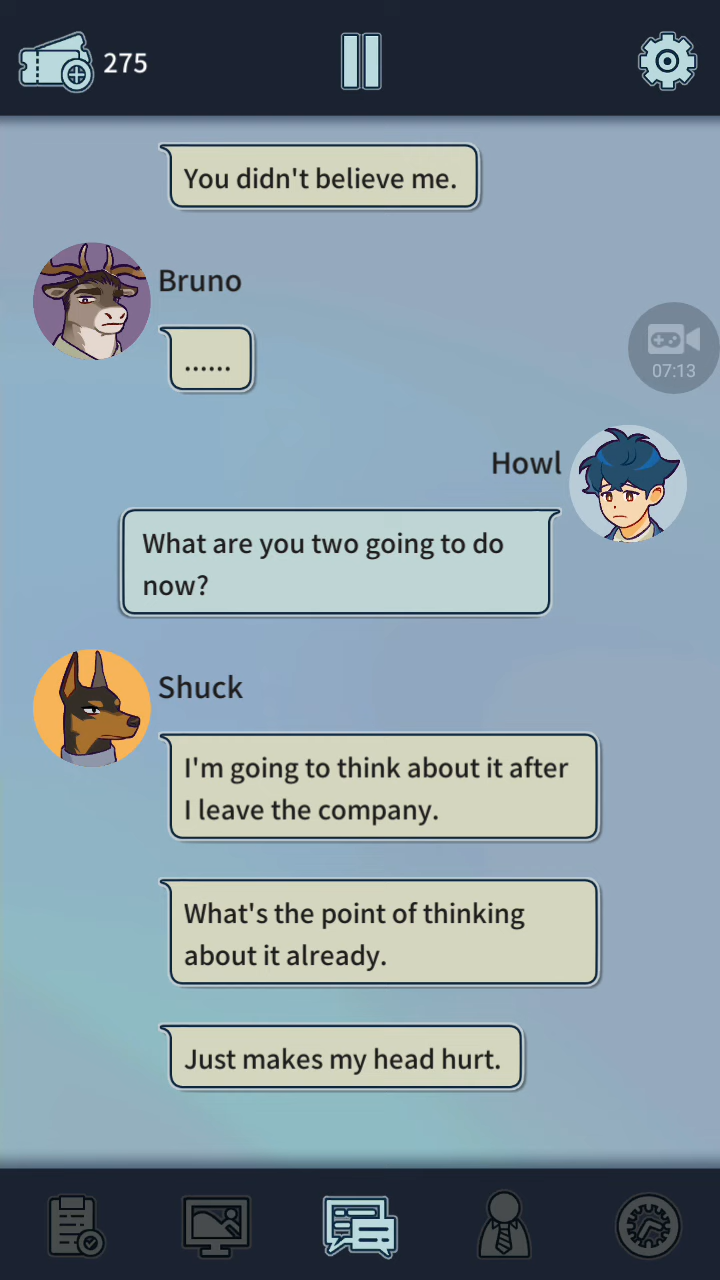 275
You didn't believe me.
Bruno
......
07:13
Howl
What are you two going to do
now?
Shuck
I'm going to think about it after
I leave the company.
What's the point of thinking
about it already.
Just makes my head hurt.